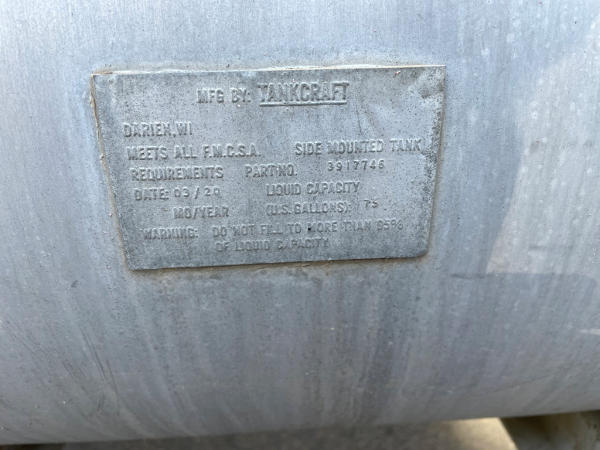 MFG BY: TANKCRAFT
DARIEN, WI
MEETS ALL F.M.C.S.A. SIDE MOUNTED TANK
REQUIREMENTS PART NO. 3917746
DATE: 03/20 LIQUID CAPACITY
MO/YEAR (U.S. GALLONS): 75
WARNING: DO NOT FILL TO MORE THAN 95%
OF LIQUID CAPACITY